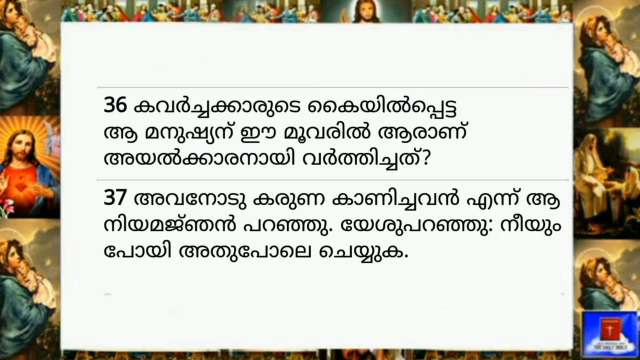 36 കവർച്ചക്കാരുടെ കൈയിൽപ്പെട്ട
ആ മനുഷ്യന് ഈ മൂവരിൽ ആരാണ്
അയൽക്കാരനായി വർത്തിച്ചത്?
37 അവനോടു കരുണ കാണിച്ചവൻ എന്ന് ആ
നിയമജ്ഞൻ പറഞ്ഞു. യേശുപറഞ്ഞു: നീയും
പോയി അതുപോലെ ചെയ്യുക.